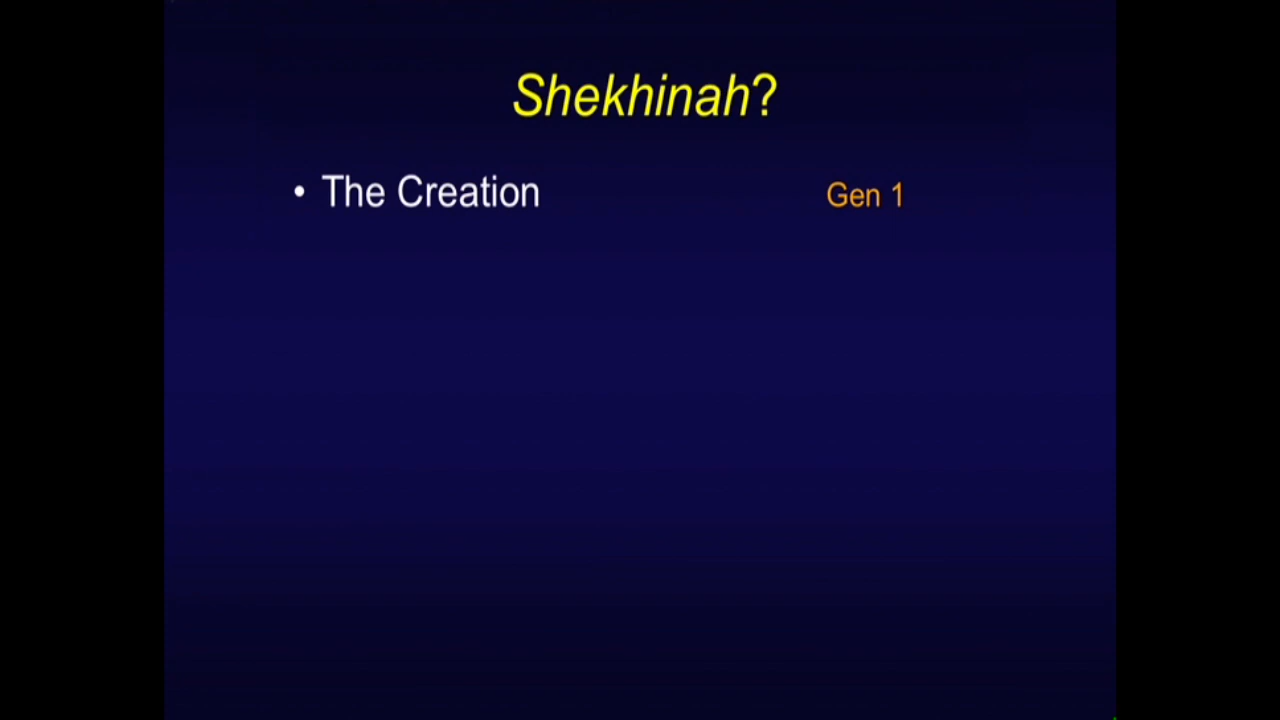 Shekhinah?
• The Creation Gen 1